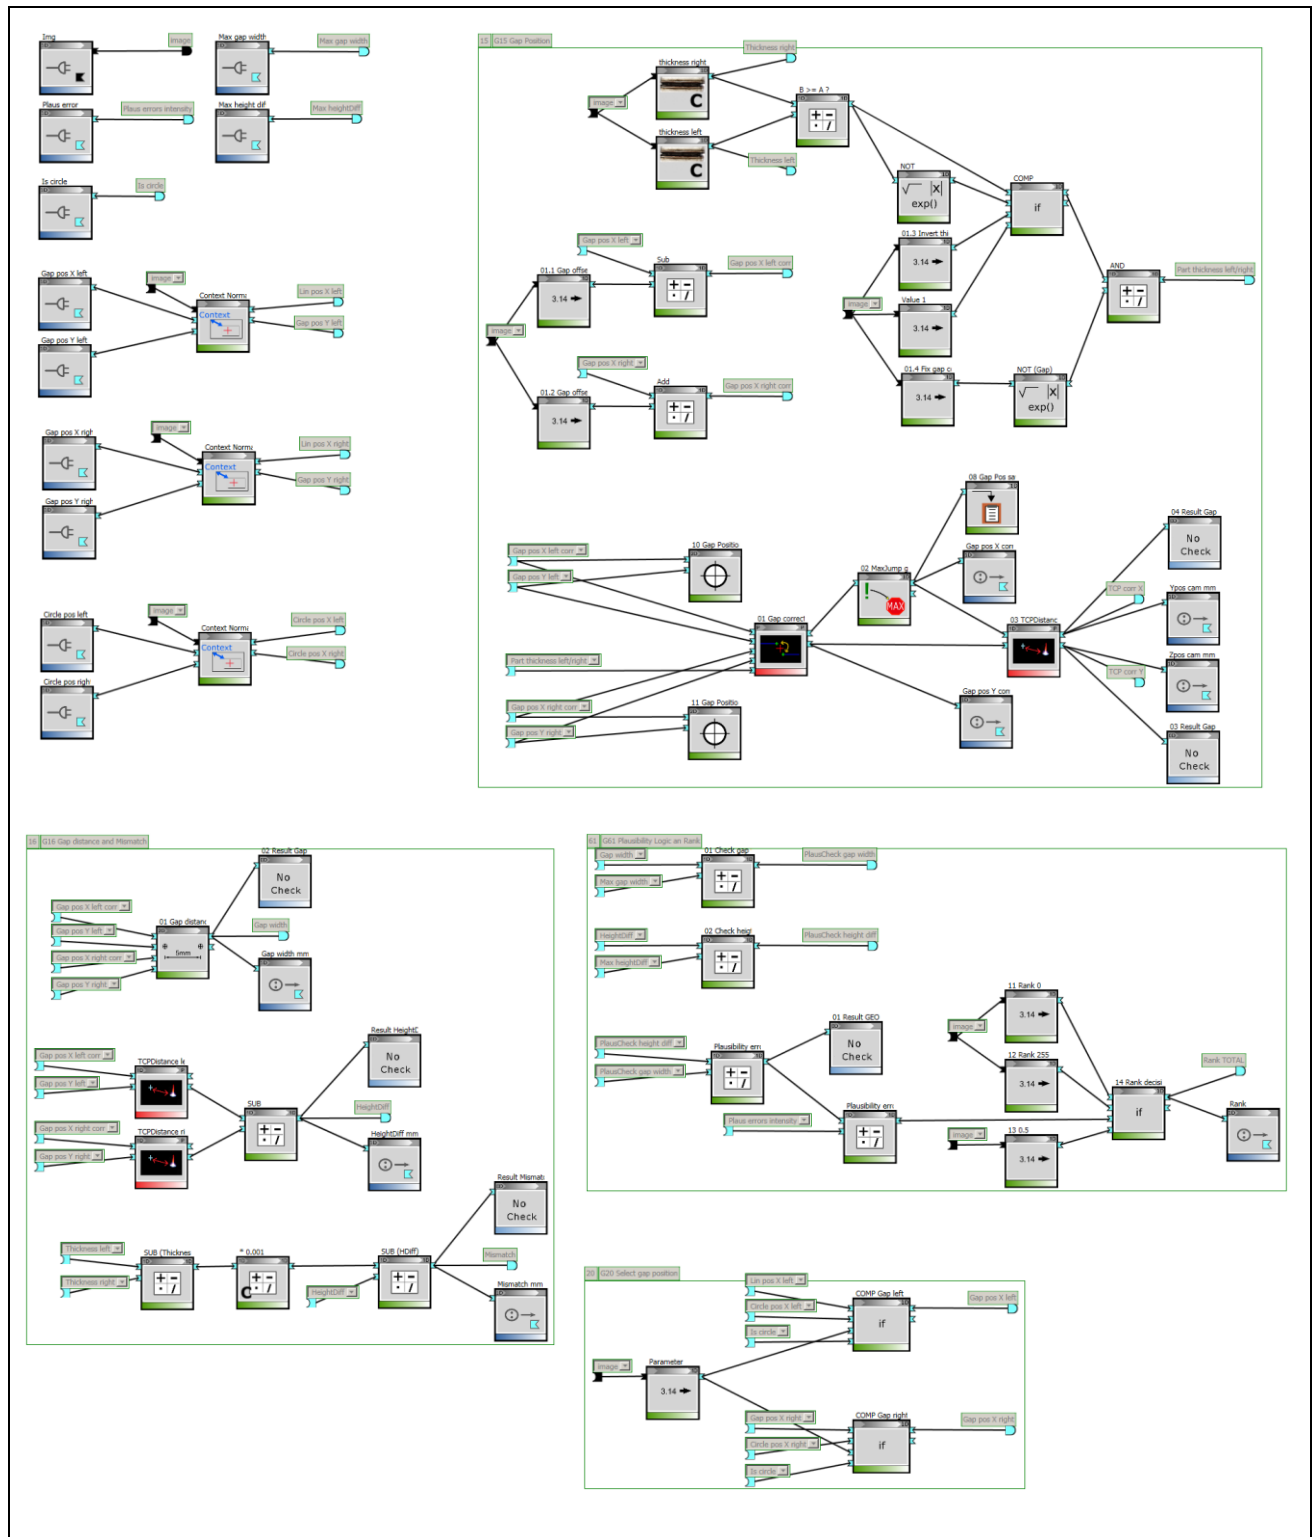 Img
image
Max gap width
Max gap width
Plaus error
Plaus errors intensity
Max height dif
Max heightDiff
Is circle
Is circle
Gap pos X left
image
Context Norma
Context
Lin pos X left
Gap pos Y left
Gap pos Y left
Gap pos X righ
image
Context Norma
Context
Lin pos X right
Gap pos Y right
Gap pos Y righ
Circle pos left
image
Context Norma
Context
Circle pos X left
Circle pos X right
Circle pos righ
15 G15 Gap Position
Thickness right
thickness right
C
image
B >= A ?
thickness left
C
Thickness left
NOT
exp()
COMP
if
01.3 Invert thi
3.14
image
Value 1
3.14
01.4 Fix gap c
3.14
NOT (Gap)
exp()
AND
Part thickness left/right
Gap pos X left
Sub
Gap pos X left corr
01.1 Gap offse
3.14
image
Gap pos X right
Add
Gap pos X right corr
01.2 Gap offse
3.14
08 Gap Pos sa
04 Result Gap
No
Check
Gap pos X left corr
Gap pos Y left
10 Gap Positio
02 MaxJump g
MAX
Gap pos X corr
TCP corr X
Ypos cam mm
01 Gap correct
03 TCPDistanc
Part thickness left/right
TCP corr Y
Zpos cam mm
Gap pos X right corr
Gap pos Y right
11 Gap Positio
Gap pos Y corr
03 Result Gap
No
Check
16 G16 Gap distance and Mismatch
02 Result Gap
No
Check
Gap pos X left corr
Gap pos Y left
Gap pos X right corr
Gap pos Y right
01 Gap distanc
5mm
Gap width
Gap width mm
Result HeightD
No
Check
Gap pos X left corr
Gap pos Y left
TCPDistance le
SUB
HeightDiff
Gap pos X right corr
Gap pos Y right
TCPDistance ri
HeightDiff mm
Result Mismatc
No
Check
Thickness left
Thickness right
SUB (Thicknes
* 0.001
C
SUB (HDiff)
HeightDiff
Mismatch
Mismatch mm
61 G61 Plausibility Logic an Rank
Gap width
Max gap width
01 Check gap
PlausCheck gap width
HeightDiff
Max heightDiff
02 Check heig
PlausCheck height diff
01 Result GEO
No
Check
PlausCheck height diff
PlausCheck gap width
Plausibility erri
Plaus errors intensity
Plausibility erri
11 Rank 0
3.14
image
12 Rank 255
3.14
image
13 0.5
3.14
14 Rank decisi
if
Rank TOTAL
Rank
20 G20 Select gap position
Lin pos X left
Circle pos X left
Is circle
COMP Gap left
if
Gap pos X left
image
Parameter
3.14
Gap pos X right
Circle pos X right
Is circle
COMP Gap right
if
Gap pos X right